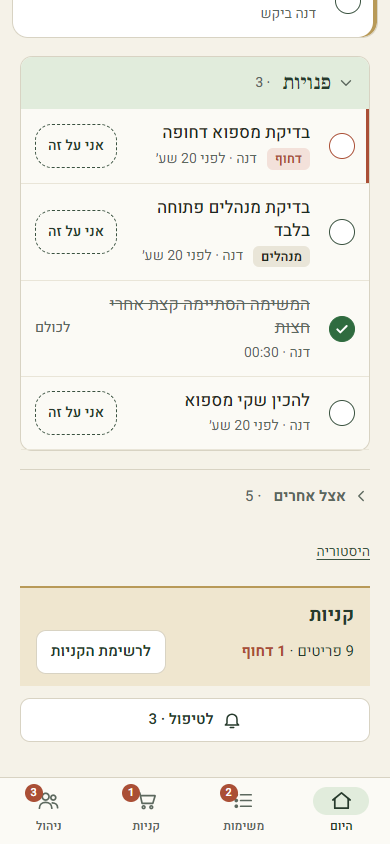 דנה ביקש
פנויות · 3
בדיקת מספוא דחופה
דחוף דנה · לפני 20 שע׳
אני על זה
בדיקת מנהלים פתוחה
בלבד
מנהלים דנה · לפני 20 שע׳
אני על זה
המשימה הסתיימה קצת אחרי
חצות
דנה · 00:30
לכולם
להכין שקי מספוא
דנה · לפני 20 שע׳
אני על זה
אצל אחרים · 5
היסטוריה
קניות
9 פריטים · 1 דחוף
לרשימת הקניות
לטיפול · 3
היום
2
משימות
1
קניות
3
ניהול